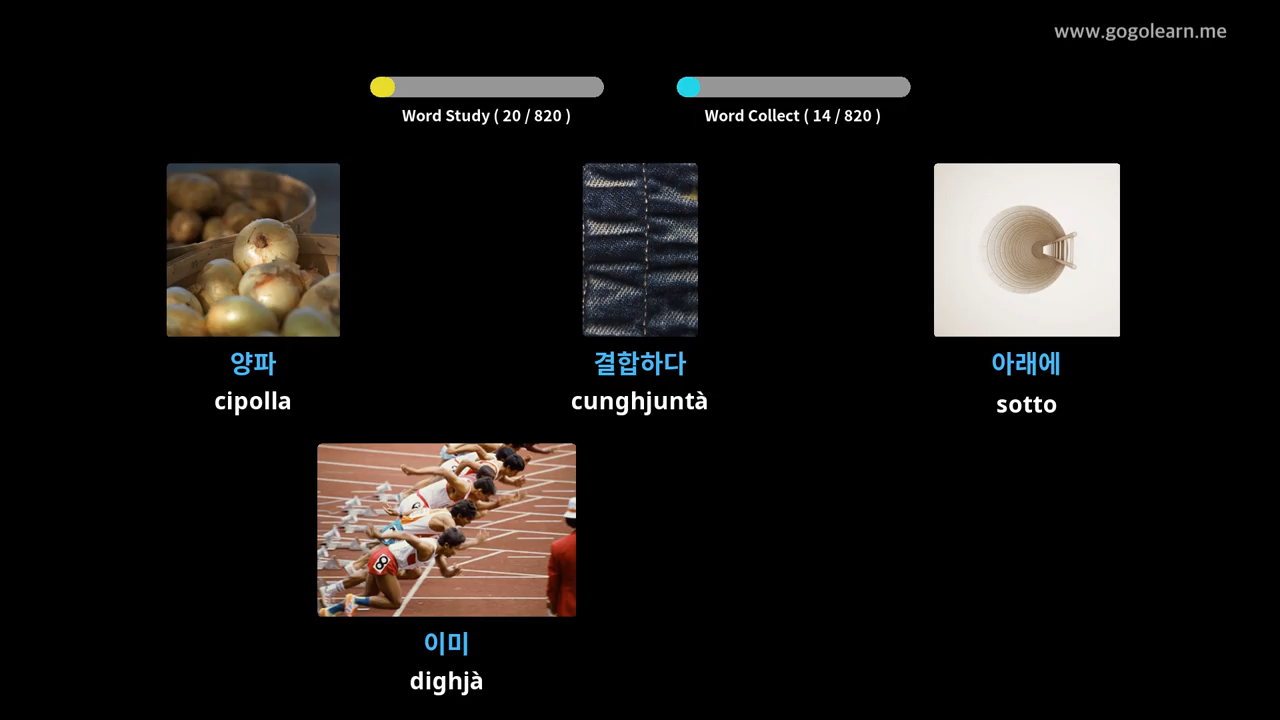 www.gogolearn.me
Word Study ( 20 / 820 )
Word Collect ( 14 / 820 )
양파
cipolla
결합하다
cunghjuntà
아래에
sotto
8
이미
dighjà